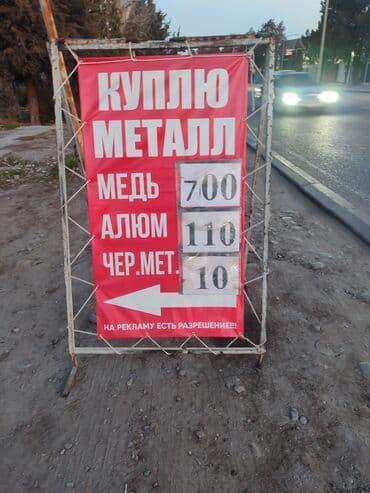 КУПЛЮ
МЕТАЛЛ
МЕДЬ 700
АЛЮМ 110
ЧЕР.МЕТ. 10
НА РЕКЛАМУ ЕСТЬ РАЗРЕШЕНИЕ!!!